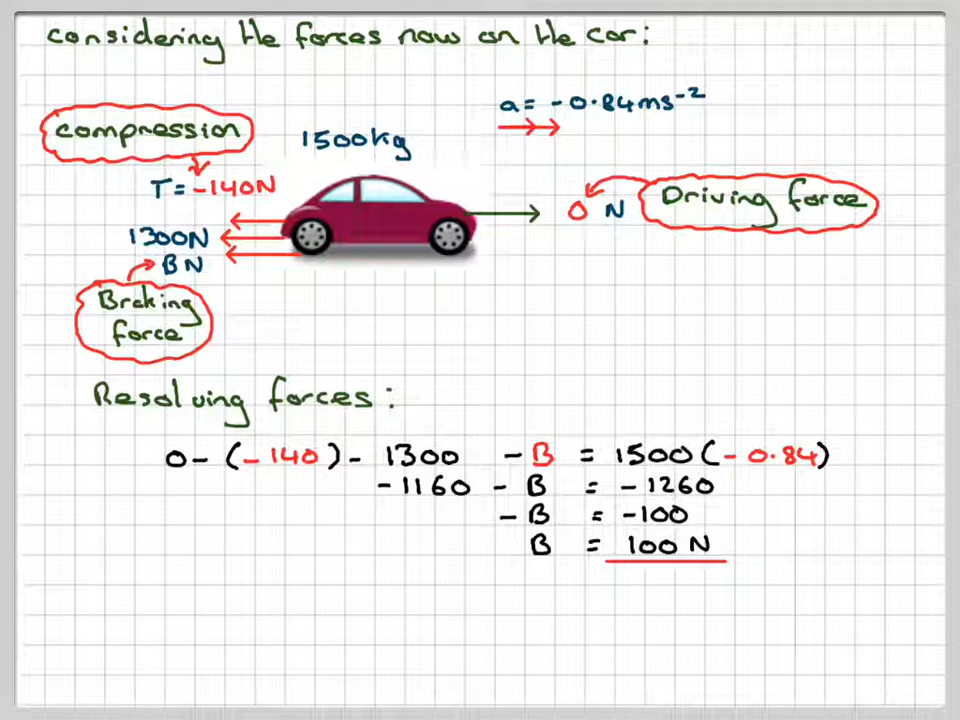 considering the forces now on the car:
a = -0.84ms⁻²
compression
1500kg
T = -140N
0 N
Driving force
1300N
B N
Braking
force
Resolving forces:
0 - (-140) - 1300 - B = 1500(-0.84)
-1160 - B = -1260
- B = -100
B = 100 N